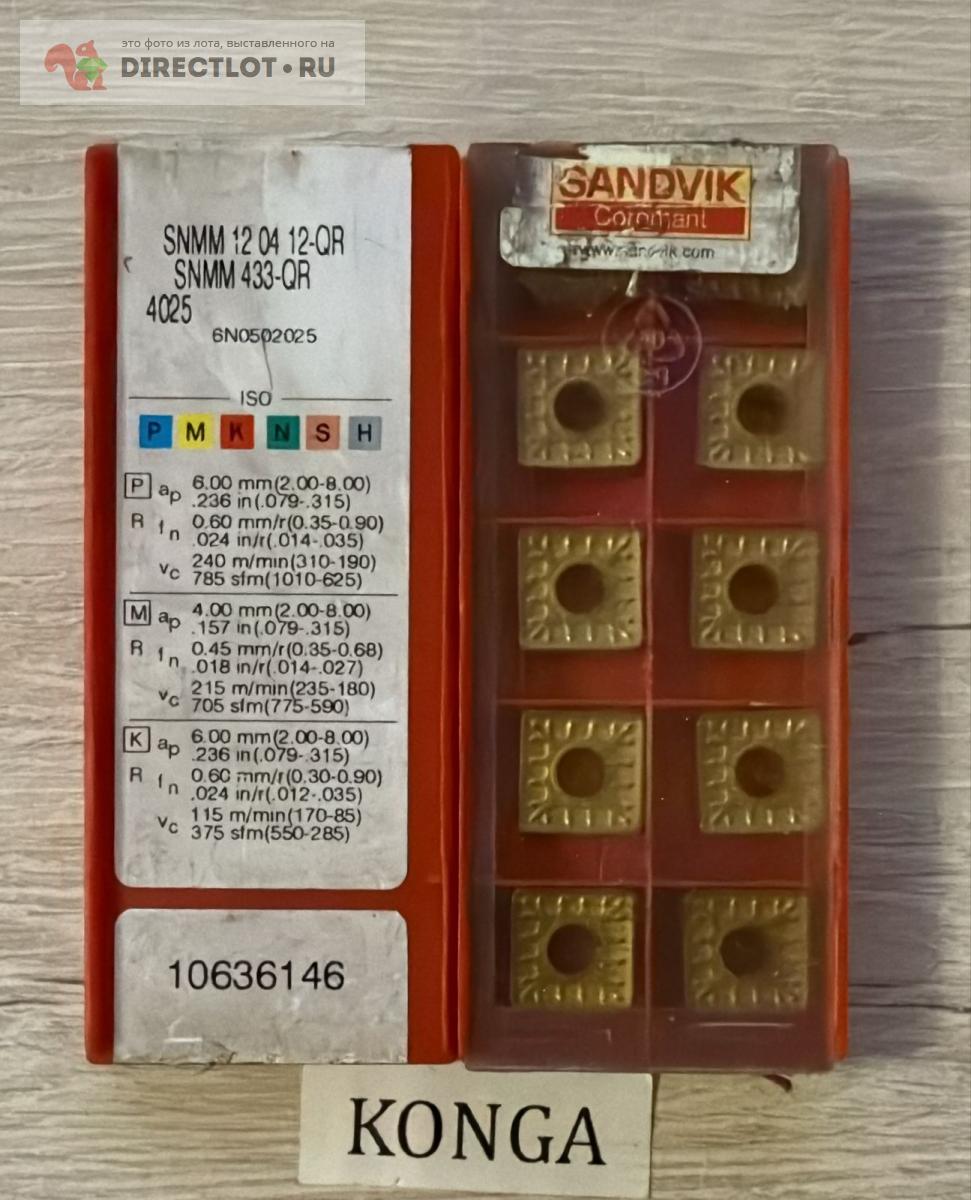 это фото из лота, выставленного на
DIRECTLOT•RU
SNMM 12 04 12-QR
SNMM 433-QR
4025
6N0502025
ISO
P M K N S H
P ap 6.00 mm(2.00-8.00)
.236 in(.079-.315)
R fn 0.60 mm/r(0.35-0.90)
.024 in/r(.014-.035)
vc 240 m/min(310-190)
785 sfm(1010-625)
M ap 4.00 mm(2.00-8.00)
.157 in(.079-.315)
R fn 0.45 mm/r(0.35-0.68)
.018 in/r(.014-.027)
vc 215 m/min(235-180)
705 sfm(775-590)
K ap 6.00 mm(2.00-8.00)
.236 in(.079-.315)
R fn 0.60 mm/r(0.30-0.90)
.024 in/r(.012-.035)
vc 115 m/min(170-85)
375 sfm(550-285)
10636146
SANDVIK
Coromant
KONGA